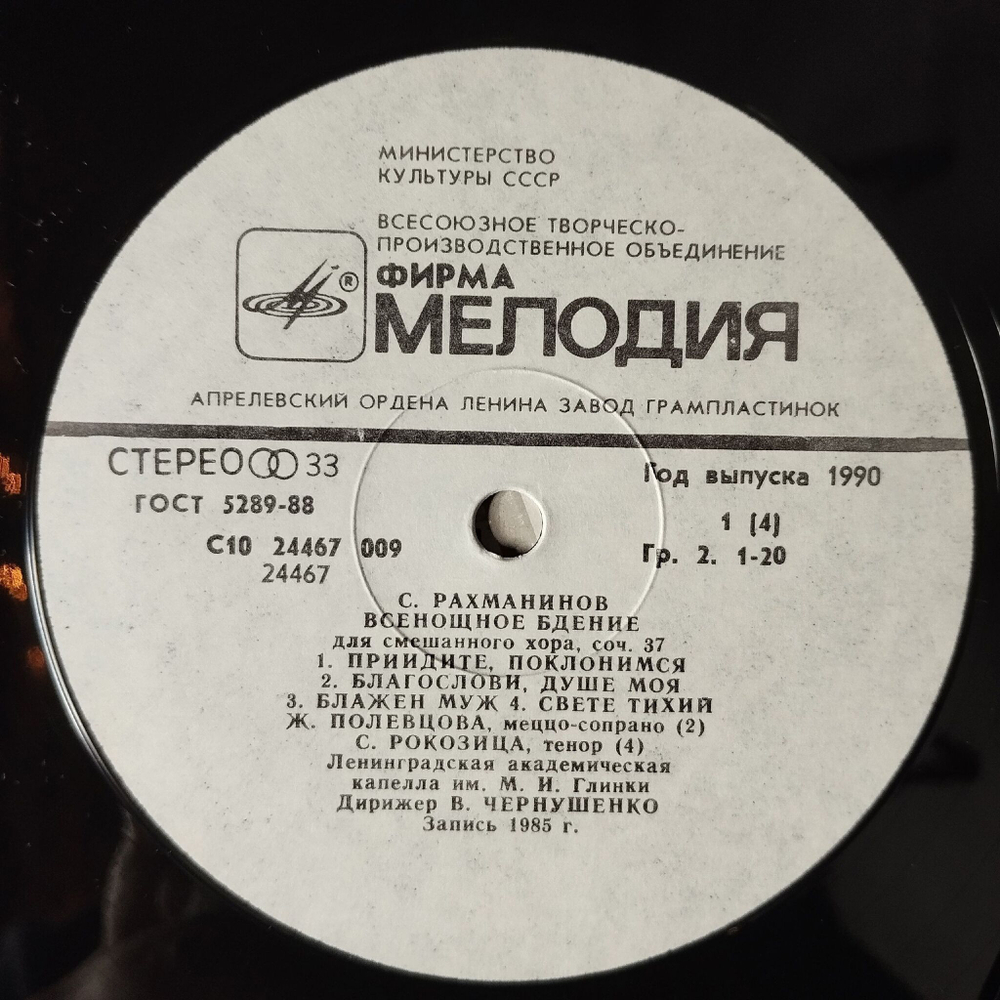 МИНИСТЕРСТВО
КУЛЬТУРЫ СССР
ВСЕСОЮЗНОЕ ТВОРЧЕСКО-
ПРОИЗВОДСТВЕННОЕ ОБЪЕДИНЕНИЕ
®
ФИРМА
МЕЛОДИЯ
АПРЕЛЕВСКИЙ ОРДЕНА ЛЕНИНА ЗАВОД ГРАМПЛАСТИНОК
СТЕРЕО 33
Год выпуска 1990
ГОСТ 5289-88
1 (4)
С10 24467 009
Гр. 2. 1-20
24467
С. РАХМАНИНОВ
ВСЕНОЩНОЕ БДЕНИЕ
для смешанного хора, соч. 37
1. ПРИИДИТЕ, ПОКЛОНИМСЯ
2. БЛАГОСЛОВИ, ДУШЕ МОЯ
3. БЛАЖЕН МУЖ 4. СВЕТЕ ТИХИЙ
Ж. ПОЛЕВЦОВА, меццо-сопрано (2)
С. РОКОЗИЦА, тенор (4)
Ленинградская академическая
капелла им. М. И. Глинки
Дирижер В. ЧЕРНУШЕНКО
Запись 1985 г.